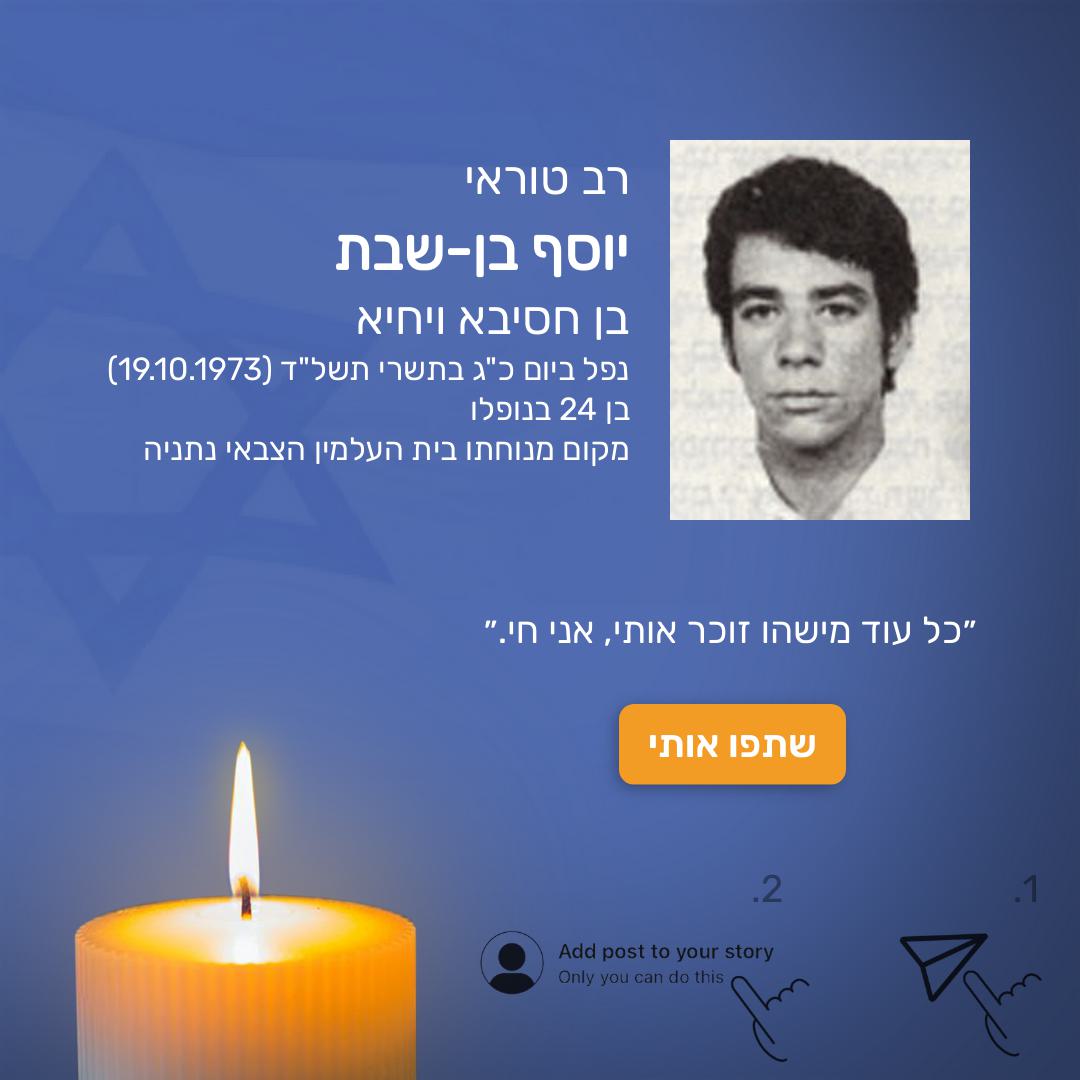 רב טוראי
יוסף בן-שבת
בן חסיבא ויחיא
נפל ביום כ"ג בתשרי תשל"ד (19.10.1973)
בן 24 בנופלו
מקום מנוחתו בית העלמין הצבאי נתניה
״כל עוד מישהו זוכר אותי, אני חי.״
שתפו אותי
1.
2.
Add post to your story
Only you can do this